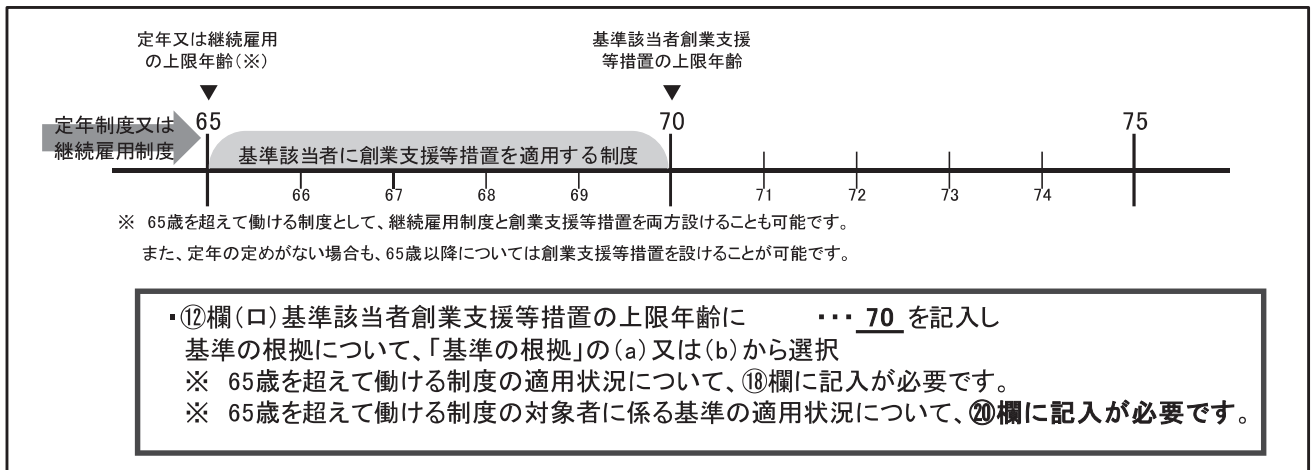 定年又は継続雇用
の上限年齢(※)
基準該当者創業支援
等措置の上限年齢
▼
▼
定年制度又は
継続雇用制度
65
70
75
基準該当者に創業支援等措置を適用する制度
66
67
68
69
71
72
73
74
※ 65歳を超えて働ける制度として、継続雇用制度と創業支援等措置を両方設けることも可能です。
また、定年の定めがない場合も、65歳以降については創業支援等措置を設けることが可能です。
・⑫欄(ロ)基準該当者創業支援等措置の上限年齢に ・・・ 70 を記入し
基準の根拠について、「基準の根拠」の(a)又は(b)から選択
※ 65歳を超えて働ける制度の適用状況について、⑱欄に記入が必要です。
※ 65歳を超えて働ける制度の対象者に係る基準の適用状況について、⑳欄に記入が必要です。